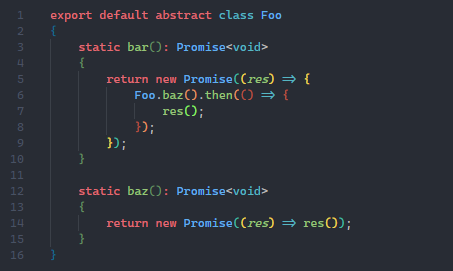 1 export default abstract class Foo
2 {
3     static bar(): Promise<void>
4     {
5         return new Promise((res) => {
6             Foo.baz().then(() => {
7                 res();
8             });
9         });
10     }
11
12     static baz(): Promise<void>
13     {
14         return new Promise((res) => res());
15     }
16 }